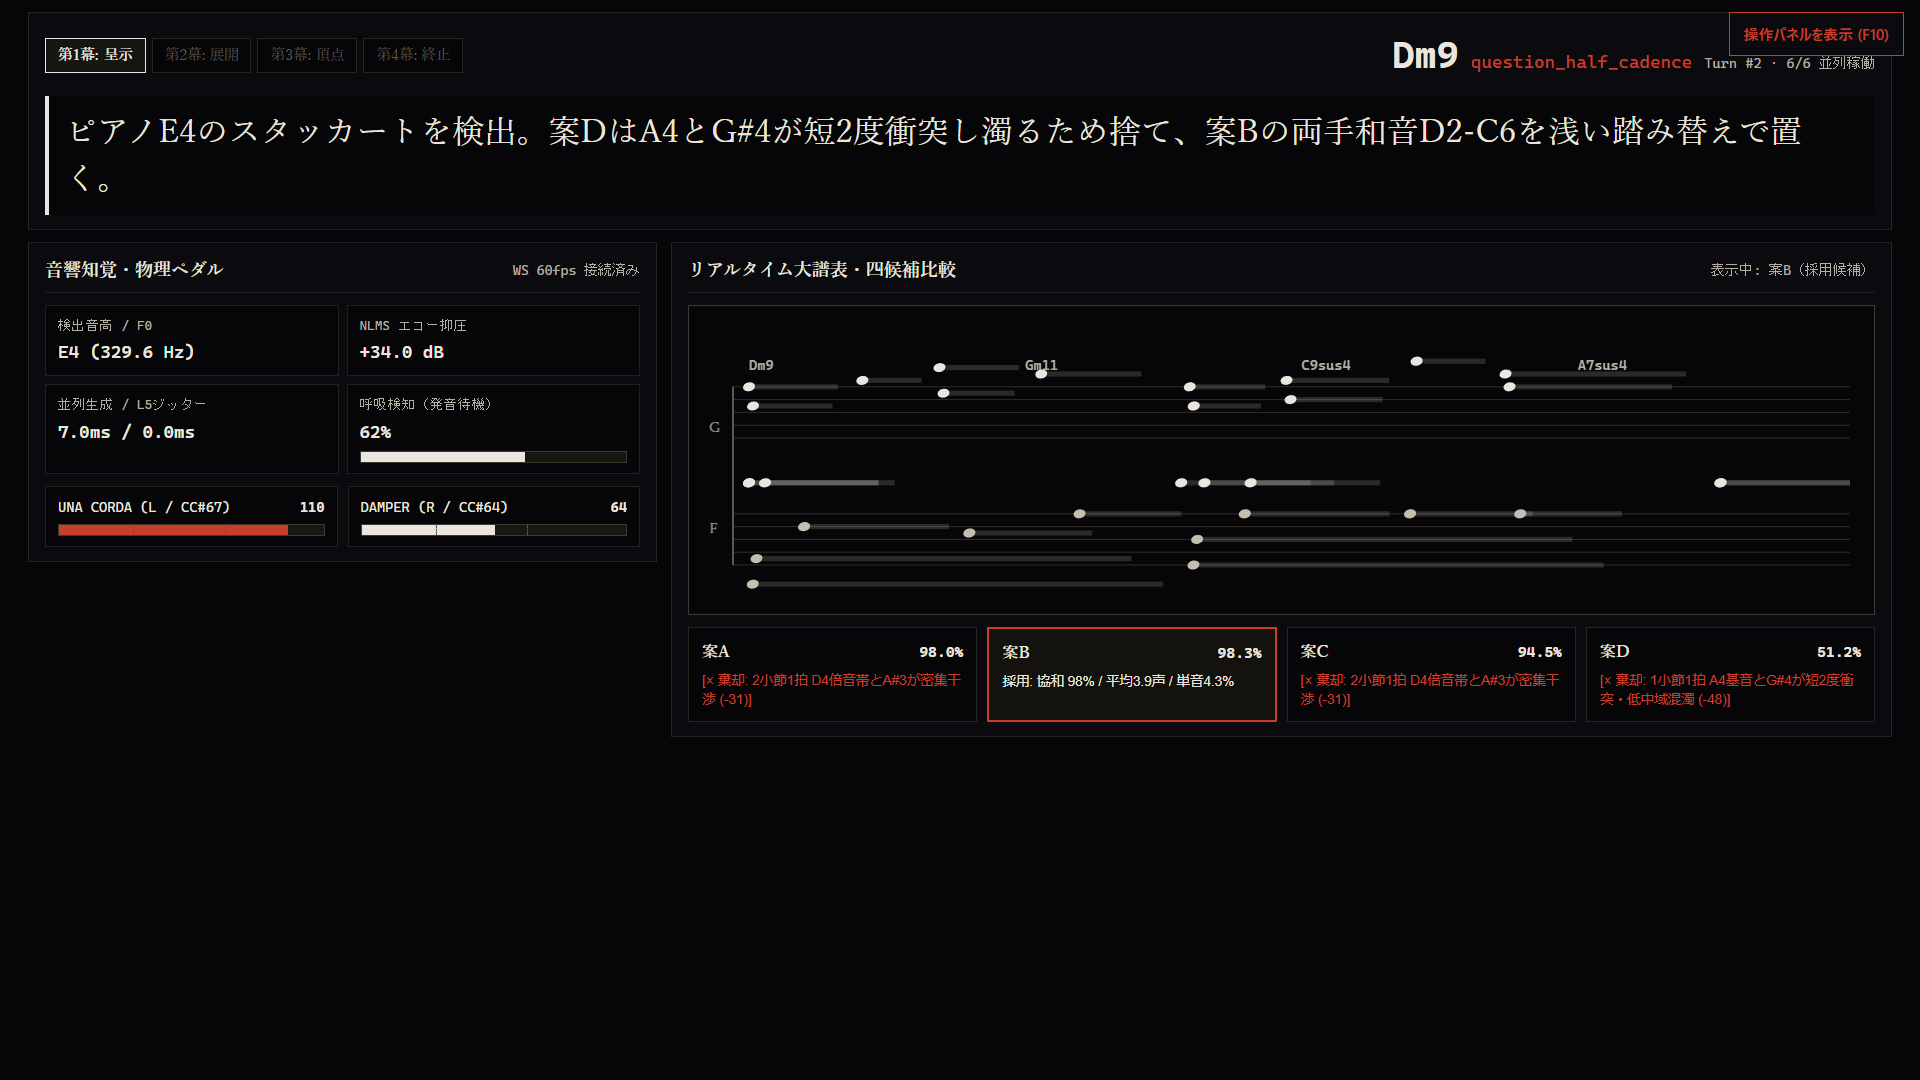 第1幕: 呈示
第2幕: 展開
第3幕: 頂点
第4幕: 終止
Dm9 question_half_cadence Turn #2 · 6/6 並列稼働
操作パネルを表示 (F10)
ピアノE4のスタッカートを検出。案DはA4とG#4が短2度衝突し濁るため捨て、案Bの両手和音D2-C6を浅い踏み替えで置
く。
音響知覚・物理ペダル
WS 60fps 接続済み
検出音高 / F0
E4 (329.6 Hz)
NLMS エコー抑圧
+34.0 dB
並列生成 / L5ジッター
7.0ms / 0.0ms
呼吸検知（発音待機）
62%
UNA CORDA (L / CC#67) 110
DAMPER (R / CC#64) 64
リアルタイム大譜表・四候補比較
表示中: 案B（採用候補）
Dm9
Gm11
C9sus4
A7sus4
G
F
案A 98.0%
[× 棄却: 2小節1拍 D4倍音帯とA#3が密集干
渉 (-31)]
案B 98.3%
採用: 協和 98% / 平均3.9声 / 単音4.3%
案C 94.5%
[× 棄却: 2小節1拍 D4倍音帯とA#3が密集干
渉 (-31)]
案D 51.2%
[× 棄却: 1小節1拍 A4基音とG#4が短2度衝
突・低中域混濁 (-48)]